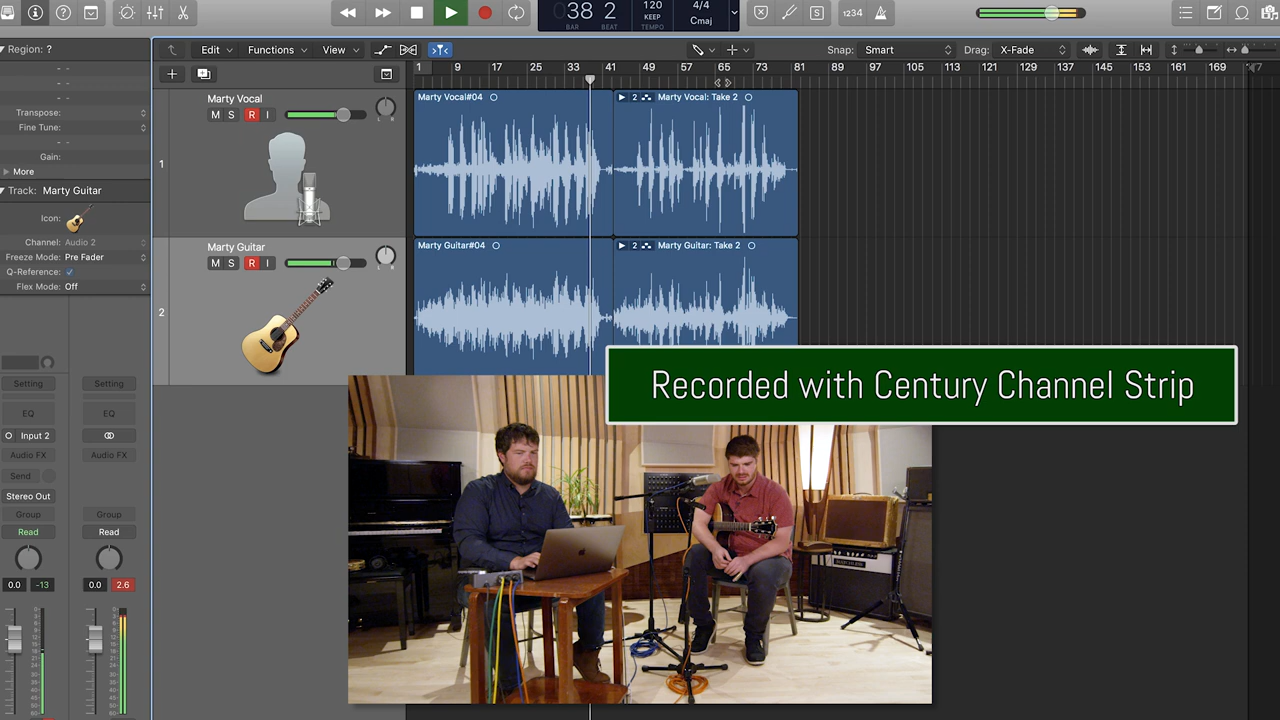 38 2 120 4/4
KEEP Cmaj
BAR BEAT TEMPO
S 1234
Region: ?
Edit Functions View Snap: Smart Drag: X-Fade
1 9 17 25 33 41 49 57 65 73 81 89 97 105 113 121 129 137 145 153 161 169
- -
- -
- -
Transpose:
Fine Tune:
- -
Gain:
More
Track: Marty Guitar
Icon:
Channel: Audio 2
Freeze Mode: Pre Fader
Q-Reference:
Flex Mode: Off
1
Marty Vocal
M S R I
L R
Marty Vocal#04
2 Marty Vocal: Take 2
2
Marty Guitar
M S R I
L R
Marty Guitar#04
2 Marty Guitar: Take 2
Recorded with Century Channel Strip
Setting Setting
EQ EQ
Input 2
Audio FX Audio FX
Send
Stereo Out
Group Group
Read Read
0.0 -13 0.0 2.6